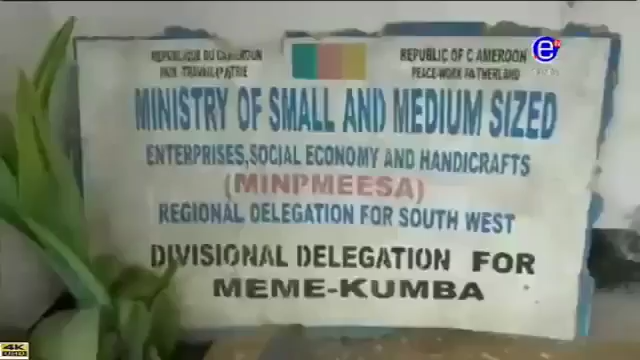 REPUBLIQUE DU CAMEROUN
PAIX-TRAVAIL-PATRIE
REPUBLIC OF CAMEROON
PEACE-WORK FATHERLAND
MINISTRY OF SMALL AND MEDIUM SIZED
ENTERPRISES, SOCIAL ECONOMY AND HANDICRAFTS
(MINPMEESA)
REGIONAL DELEGATION FOR SOUTH WEST
DIVISIONAL DELEGATION FOR
MEME-KUMBA
4K